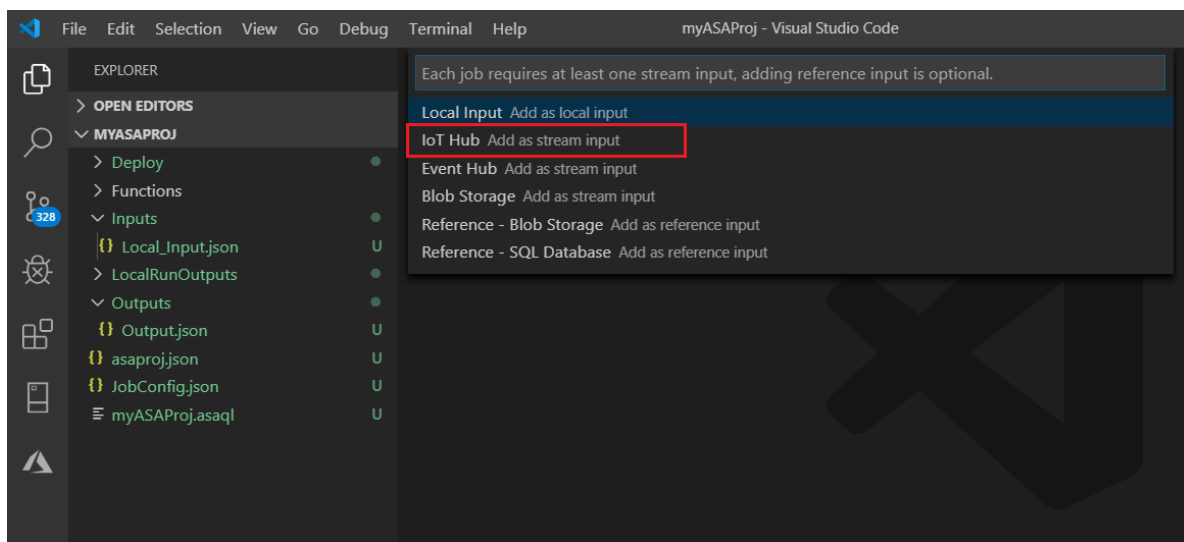 File Edit Selection View Go Debug Terminal Help myASAProj - Visual Studio Code
EXPLORER
OPEN EDITORS
MYASAPROJ
Deploy
Functions
Inputs
{} Local_Input.json U
LocalRunOutputs
Outputs
{} Output.json U
{} asaproj.json U
{} JobConfig.json U
myASAProj.asaql U
328
Each job requires at least one stream input, adding reference input is optional.
Local Input Add as local input
IoT Hub Add as stream input
Event Hub Add as stream input
Blob Storage Add as stream input
Reference - Blob Storage Add as reference input
Reference - SQL Database Add as reference input